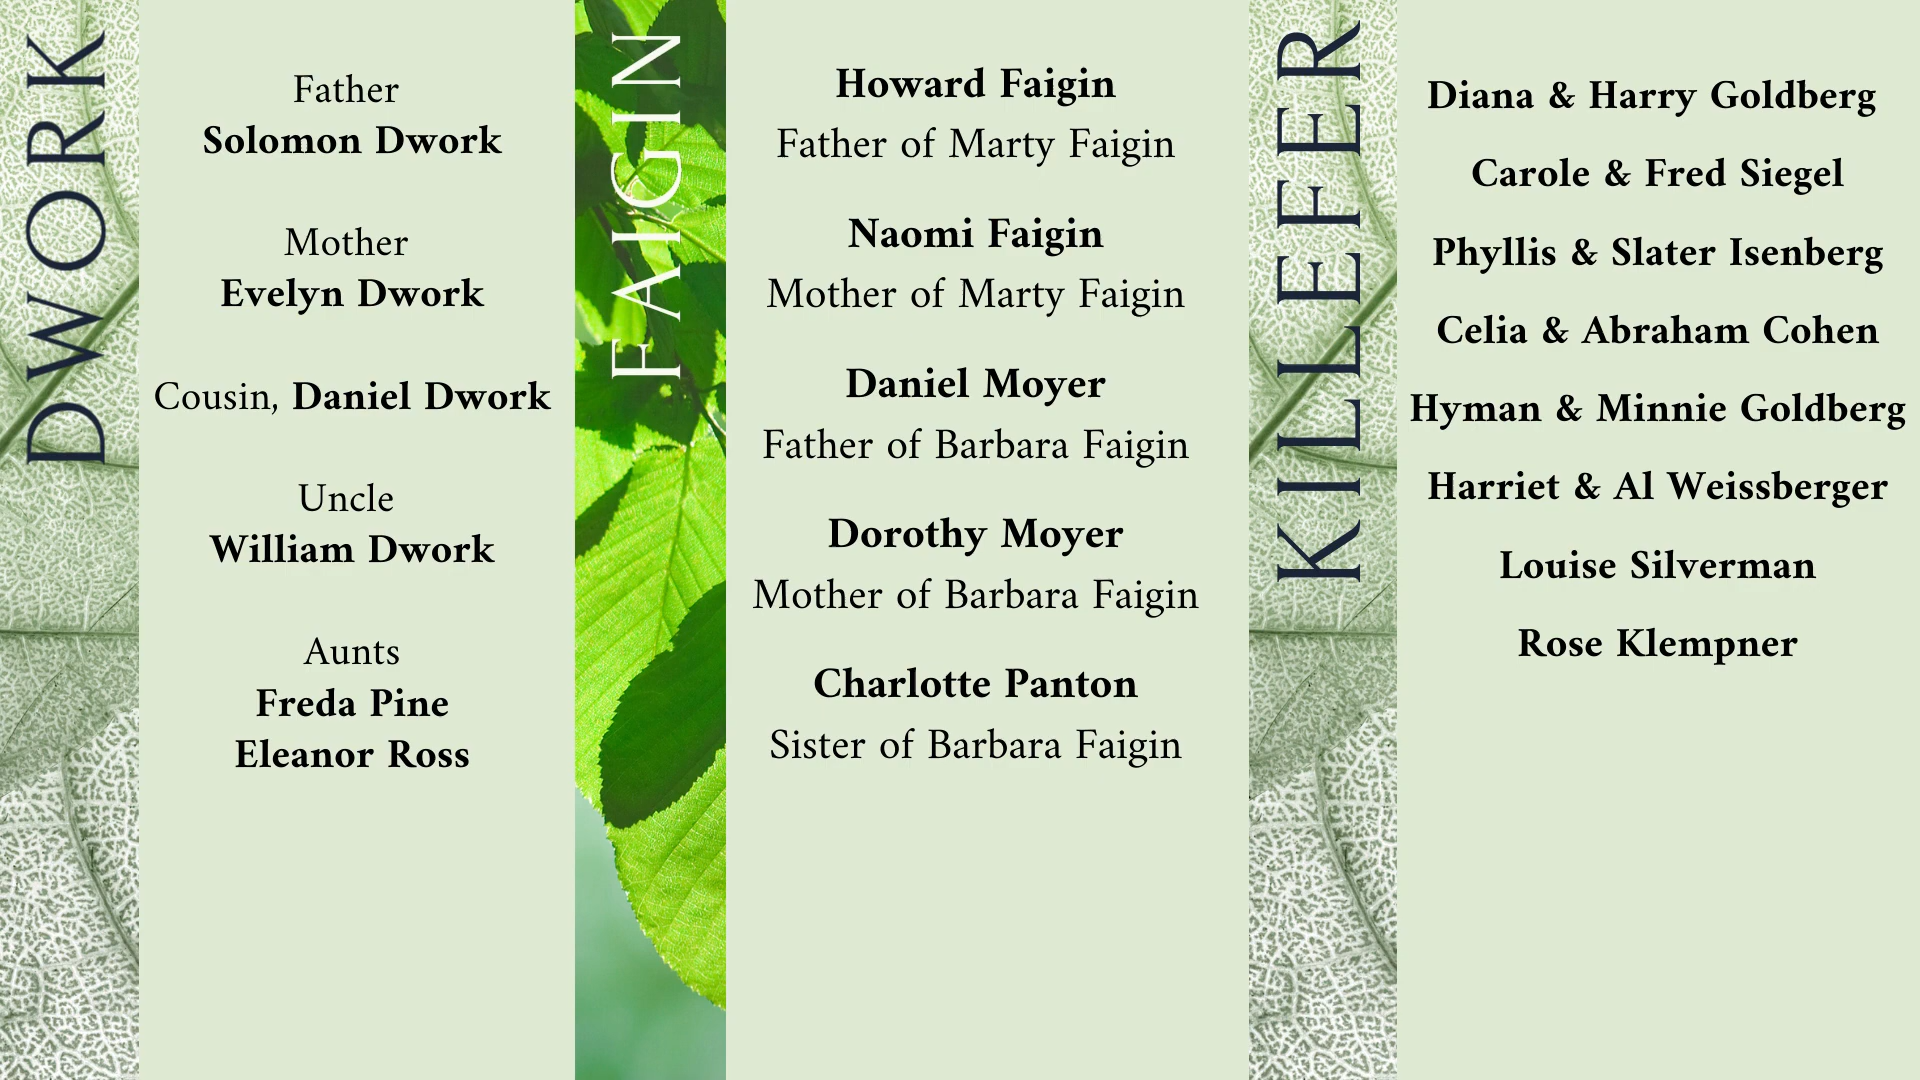 DWORK
Father
Solomon Dwork
Mother
Evelyn Dwork
Cousin, Daniel Dwork
Uncle
William Dwork
Aunts
Freda Pine
Eleanor Ross
FAIGIN
Howard Faigin
Father of Marty Faigin
Naomi Faigin
Mother of Marty Faigin
Daniel Moyer
Father of Barbara Faigin
Dorothy Moyer
Mother of Barbara Faigin
Charlotte Panton
Sister of Barbara Faigin
KILLEFER
Diana & Harry Goldberg
Carole & Fred Siegel
Phyllis & Slater Isenberg
Celia & Abraham Cohen
Hyman & Minnie Goldberg
Harriet & Al Weissberger
Louise Silverman
Rose Klempner